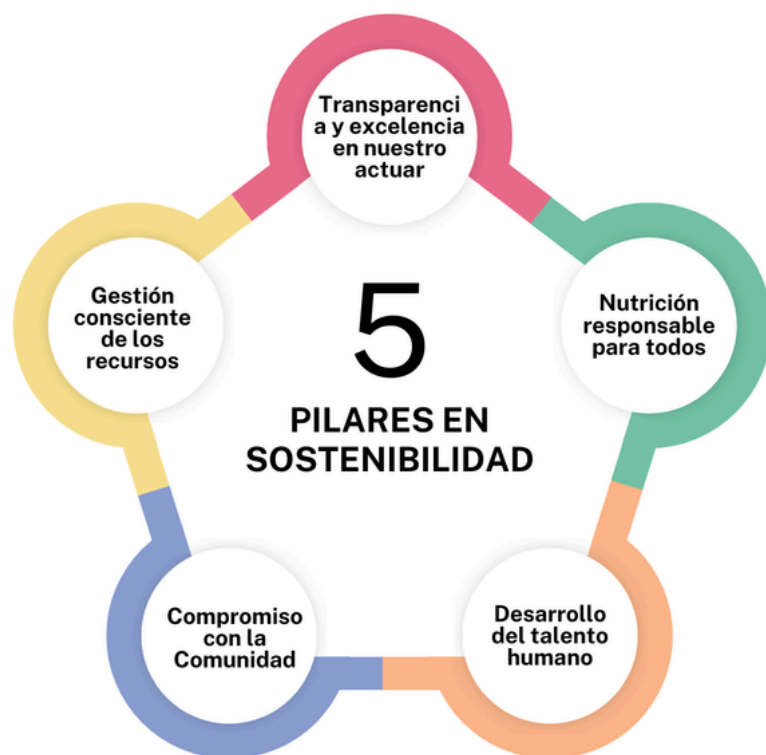 Transparenci
a y excelencia
en nuestro
actuar
Gestión
consciente
de los
recursos
5
PILARES EN
SOSTENIBILIDAD
Nutrición
responsable
para todos
Compromiso
con la
Comunidad
Desarrollo
del talento
humano